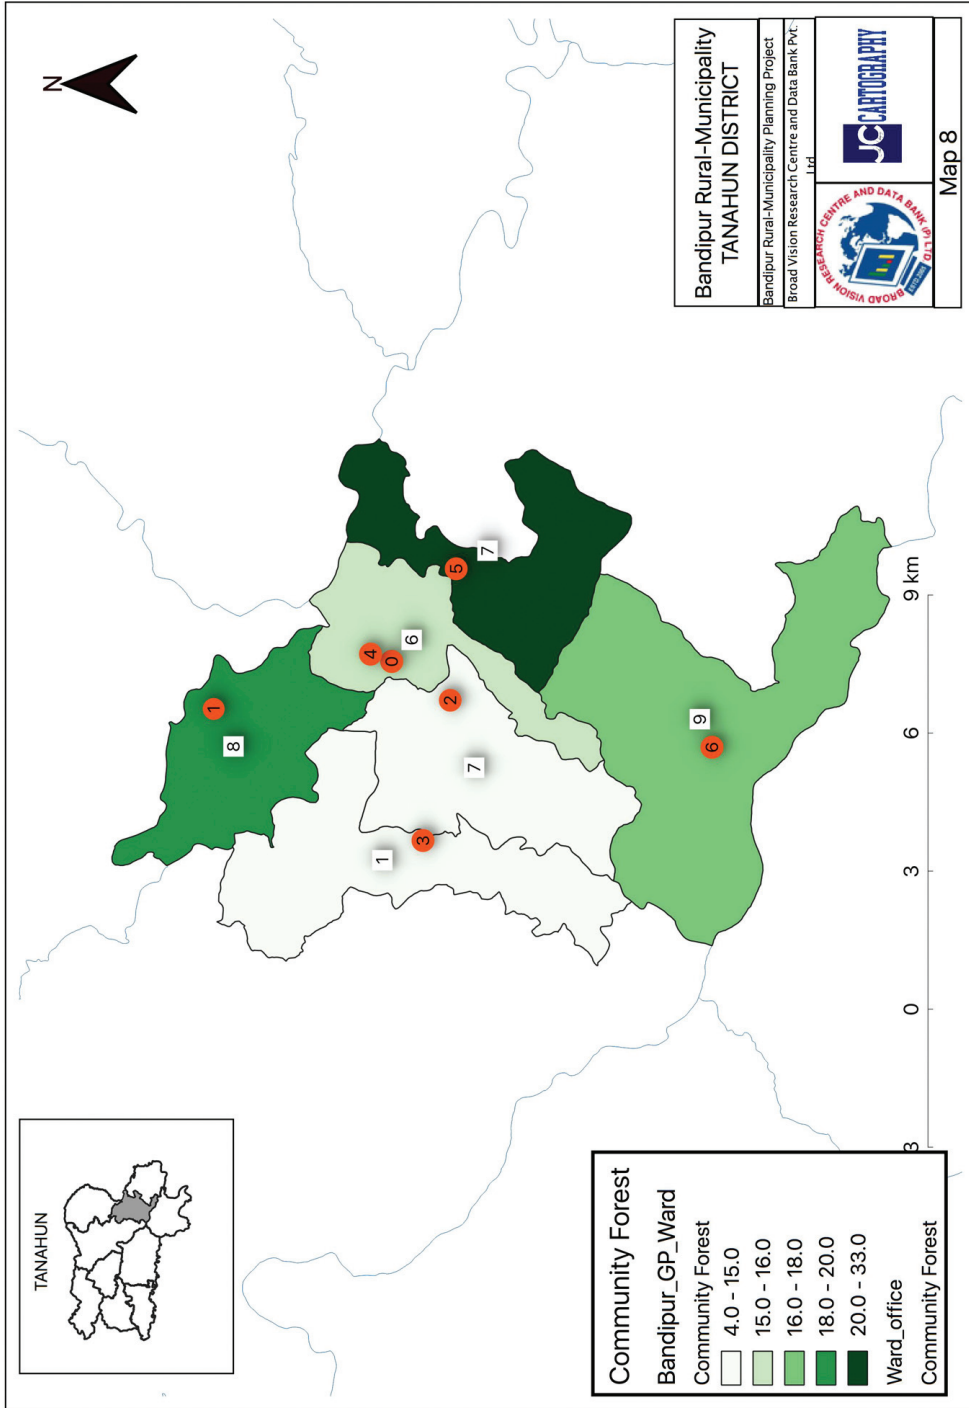 N
TANAHUN
8
1
6
4
0
5
7
2
7
3
1
9
6
3 0 3 6 9 km
Community Forest
Bandipur_GP_Ward
Community Forest
4.0 - 15.0
15.0 - 16.0
16.0 - 18.0
18.0 - 20.0
20.0 - 33.0
Ward_office
Community Forest
Bandipur Rural-Municipality
TANAHUN DISTRICT
Bandipur Rural-Municipality Planning Project
Broad Vision Research Centre and Data Bank Pvt.
Ltd
BROAD VISION RESEARCH CENTRE AND DATA BANK (P) LTD
JC CARTOGRAPHY
Map 8